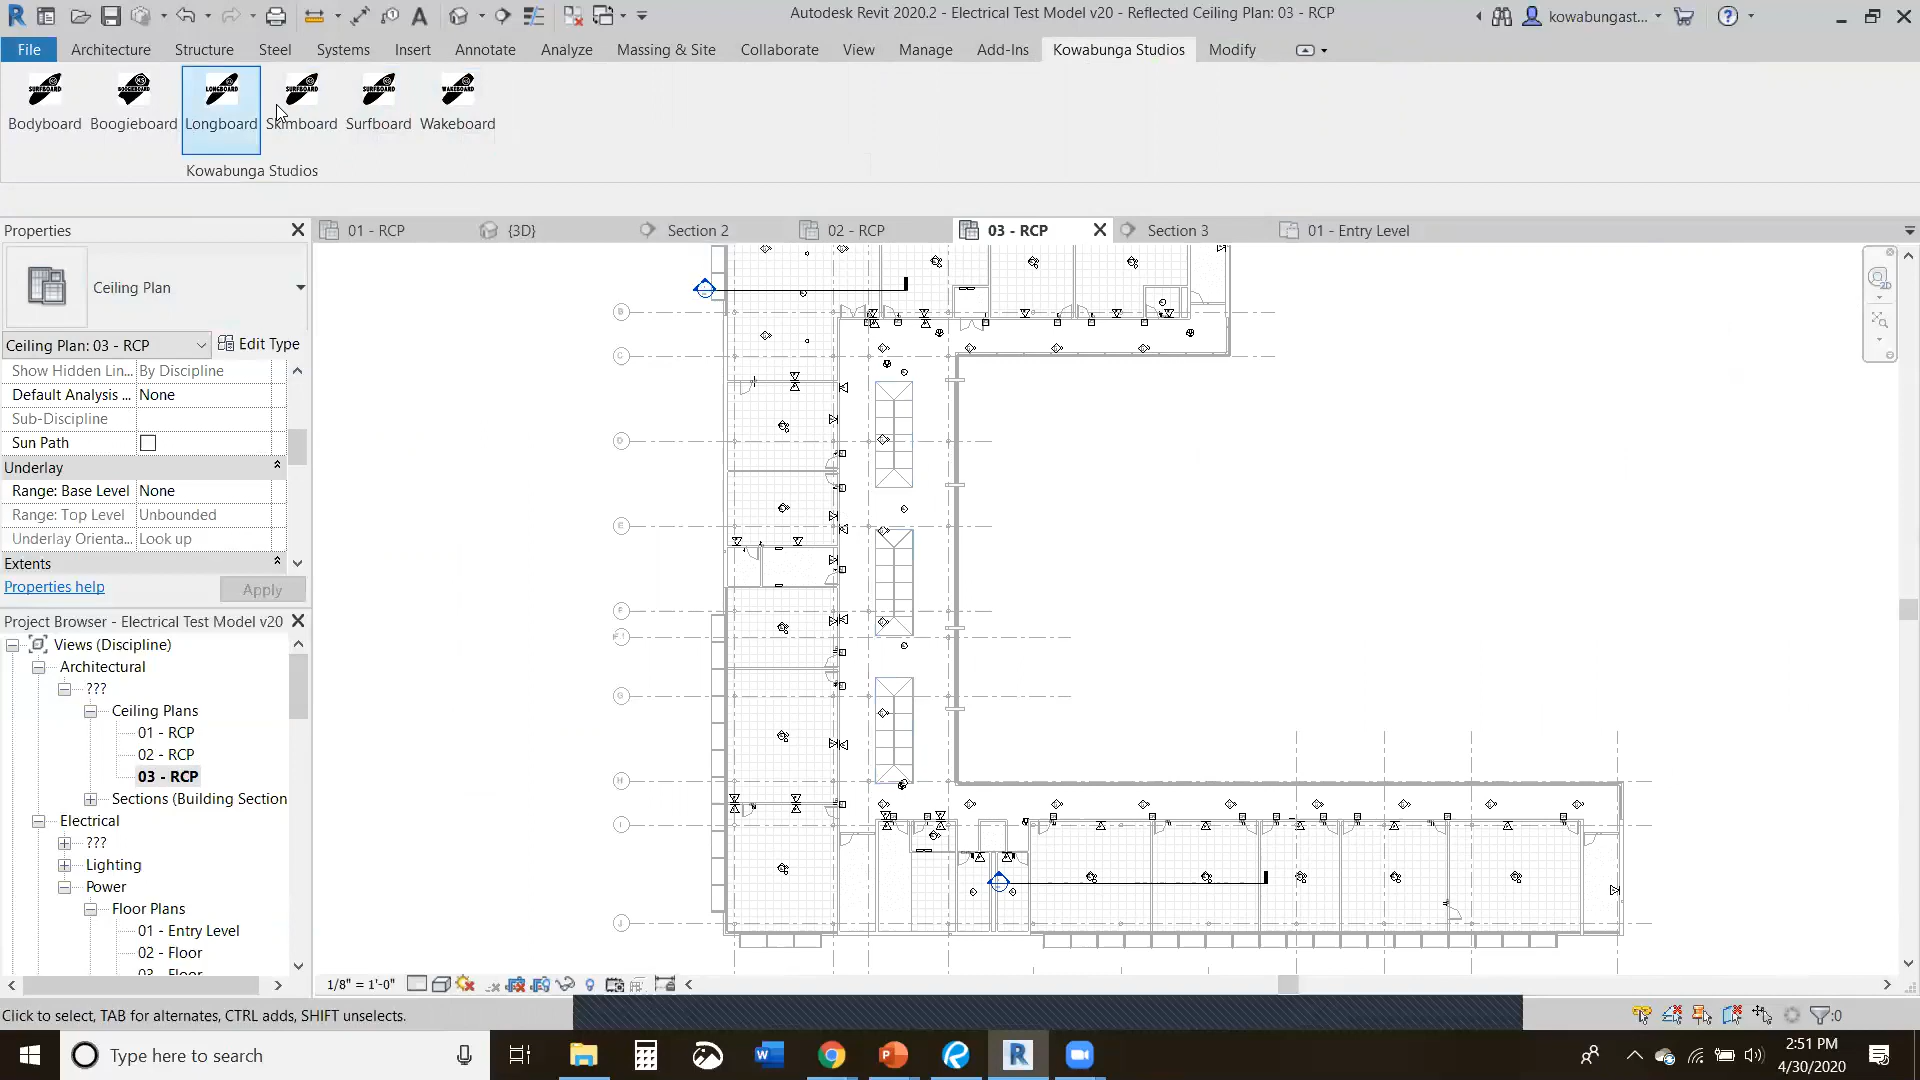 Autodesk Revit 2020.2 - Electrical Test Model v20 - Reflected Ceiling Plan: 03 - RCP
kowabungast...
File Architecture Structure Steel Systems Insert Annotate Analyze Massing & Site Collaborate View Manage Add-Ins Kowabunga Studios Modify
Bodyboard Boogieboard Longboard Skimboard Surfboard Wakeboard
Kowabunga Studios
Properties
01 - RCP {3D} Section 2 02 - RCP 03 - RCP Section 3 01 - Entry Level
Ceiling Plan
Ceiling Plan: 03 - RCP Edit Type
Show Hidden Lin... By Discipline
Default Analysis ... None
Sub-Discipline
Sun Path
Underlay
Range: Base Level None
Range: Top Level Unbounded
Underlay Orienta... Look up
Extents
Properties help Apply
Project Browser - Electrical Test Model v20
Views (Discipline)
Architectural
???
Ceiling Plans
01 - RCP
02 - RCP
03 - RCP
Sections (Building Section
Electrical
???
Lighting
Power
Floor Plans
01 - Entry Level
02 - Floor
03 - Floor
B
C
D
E
F
F.1
G
H
I
J
1/8" = 1'-0"
Click to select, TAB for alternates, CTRL adds, SHIFT unselects.
:0
Type here to search
2:51 PM
4/30/2020